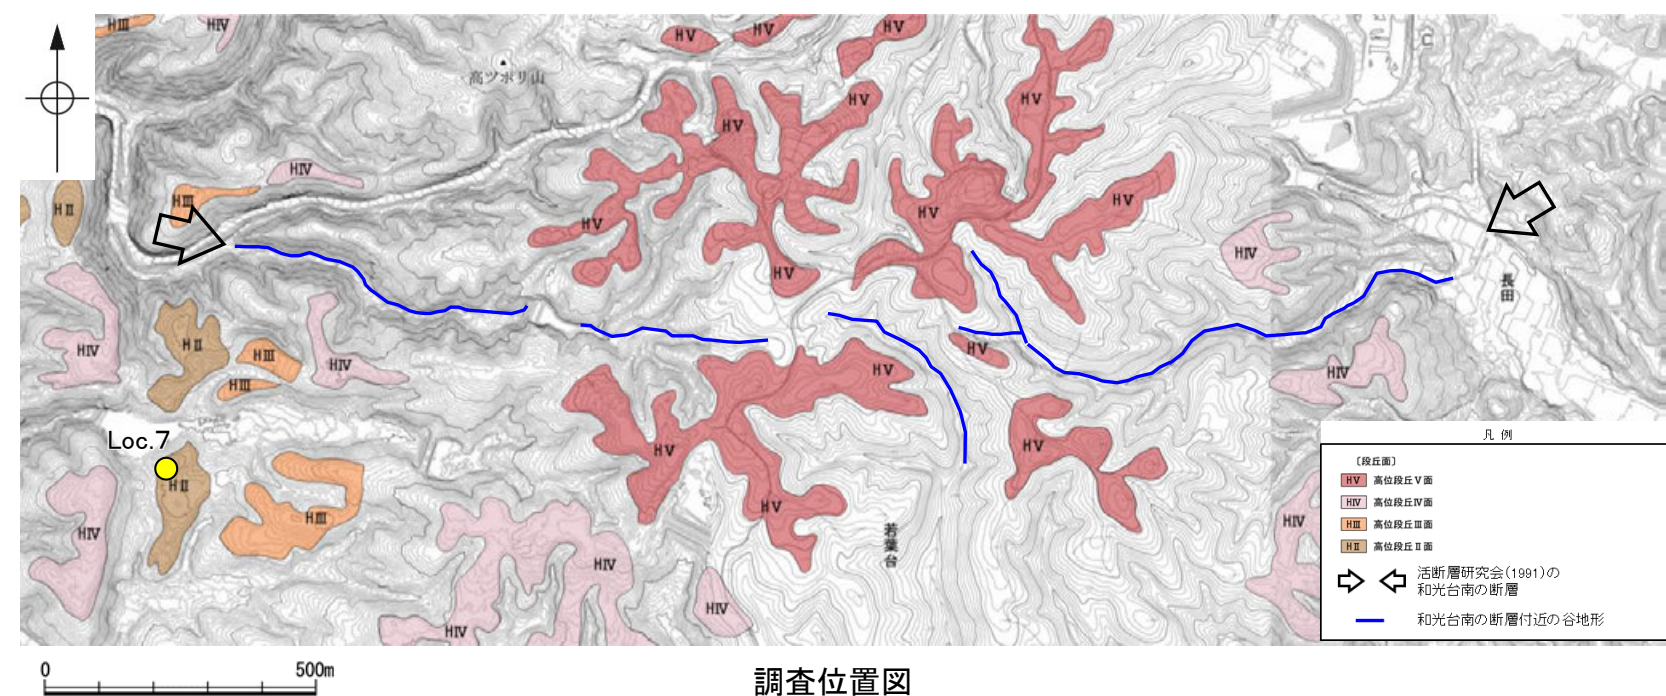 HⅢ
HⅣ
HⅤ
HⅤ
HⅤ
高ツボリ山
HⅤ
HⅤ
HⅤ
HⅣ
HⅡ
HⅢ
HⅤ
HⅤ
HⅤ
HⅣ
HⅤ
長田
HⅣ
HⅡ
HⅢ
HⅢ
HⅣ
HⅤ
HⅤ
HⅣ
Loc.7
HⅡ
HⅤ
HⅤ
HⅣ
HⅢ
HⅤ
HⅣ
若葉台
HⅣ
HⅣ
HⅣ
凡 例
〔段丘面〕
HⅤ 高位段丘Ⅴ面
HⅣ 高位段丘Ⅳ面
HⅢ 高位段丘Ⅲ面
HⅡ 高位段丘Ⅱ面
活断層研究会(1991)の
和光台南の断層
和光台南の断層付近の谷地形
0 500m
調査位置図